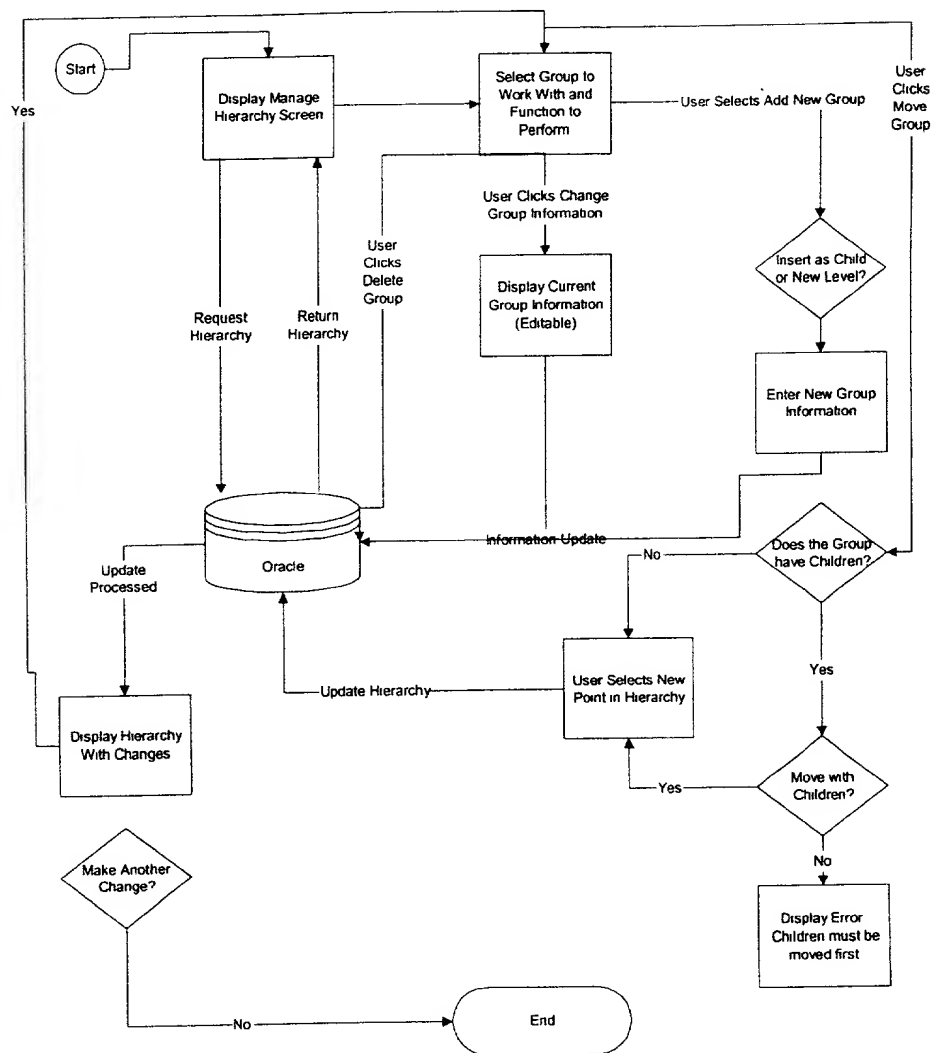 Start
Yes
Display Manage
Hierarchy Screen
Select Group to
Work With and
Function to
Perform
User Selects Add New Group
User
Clicks
Move
Group
User Clicks Change
Group Information
User
Clicks
Delete
Group
Insert as Child
or New Level?
Display Current
Group Information
(Editable)
Request
Hierarchy
Return
Hierarchy
Enter New Group
Information
Oracle
Information Update
Does the Group
have Children?
No
Update
Processed
Yes
User Selects New
Point in Hierarchy
Update Hierarchy
Display Hierarchy
With Changes
Move with
Children?
Yes
No
Make Another
Change?
Display Error
Children must be
moved first
No
End